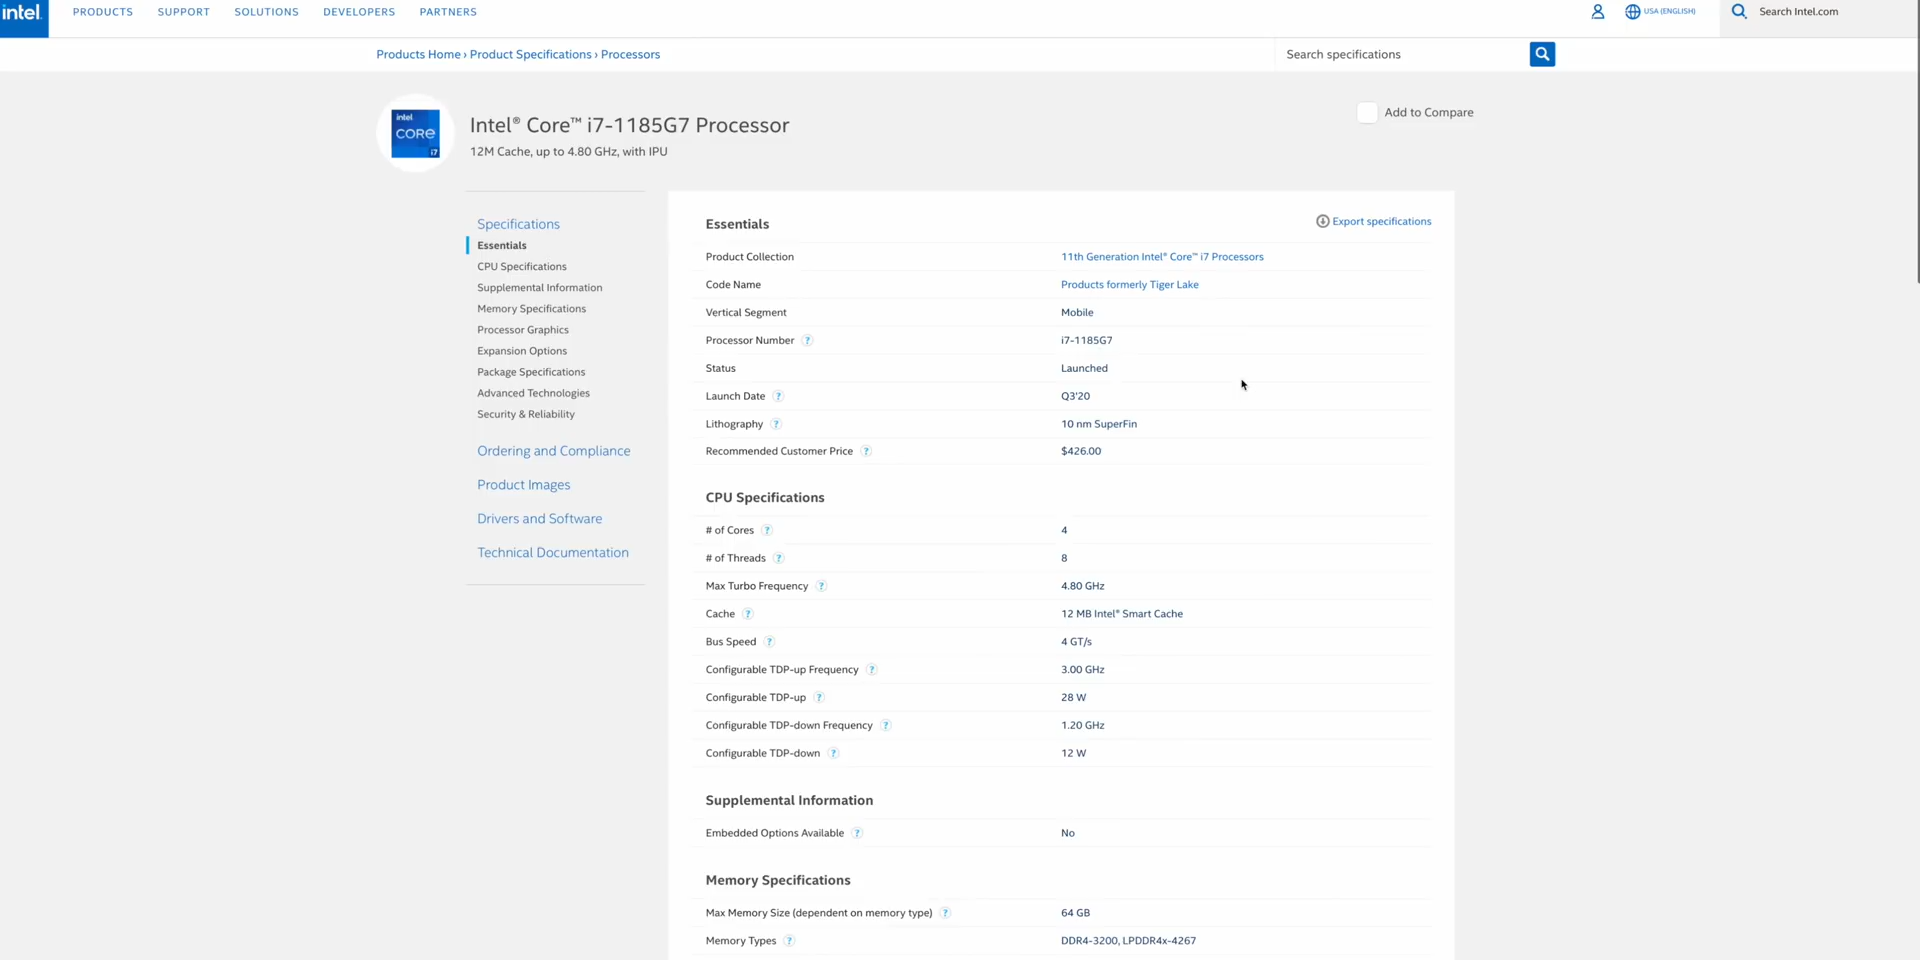 intel.
PRODUCTS SUPPORT SOLUTIONS DEVELOPERS PARTNERS USA (ENGLISH) Search Intel.com
Products Home › Product Specifications › Processors Search specifications
intel
CORE
i7
Intel® Core™ i7-1185G7 Processor
12M Cache, up to 4.80 GHz, with IPU
Add to Compare
Specifications
Essentials
CPU Specifications
Supplemental Information
Memory Specifications
Processor Graphics
Expansion Options
Package Specifications
Advanced Technologies
Security & Reliability
Ordering and Compliance
Product Images
Drivers and Software
Technical Documentation
Essentials Export specifications
Product Collection 11th Generation Intel® Core™ i7 Processors
Code Name Products formerly Tiger Lake
Vertical Segment Mobile
Processor Number ? i7-1185G7
Status Launched
Launch Date ? Q3'20
Lithography ? 10 nm SuperFin
Recommended Customer Price ? $426.00
CPU Specifications
# of Cores ? 4
# of Threads ? 8
Max Turbo Frequency ? 4.80 GHz
Cache ? 12 MB Intel® Smart Cache
Bus Speed ? 4 GT/s
Configurable TDP-up Frequency ? 3.00 GHz
Configurable TDP-up ? 28 W
Configurable TDP-down Frequency ? 1.20 GHz
Configurable TDP-down ? 12 W
Supplemental Information
Embedded Options Available ? No
Memory Specifications
Max Memory Size (dependent on memory type) ? 64 GB
Memory Types ? DDR4-3200, LPDDR4x-4267